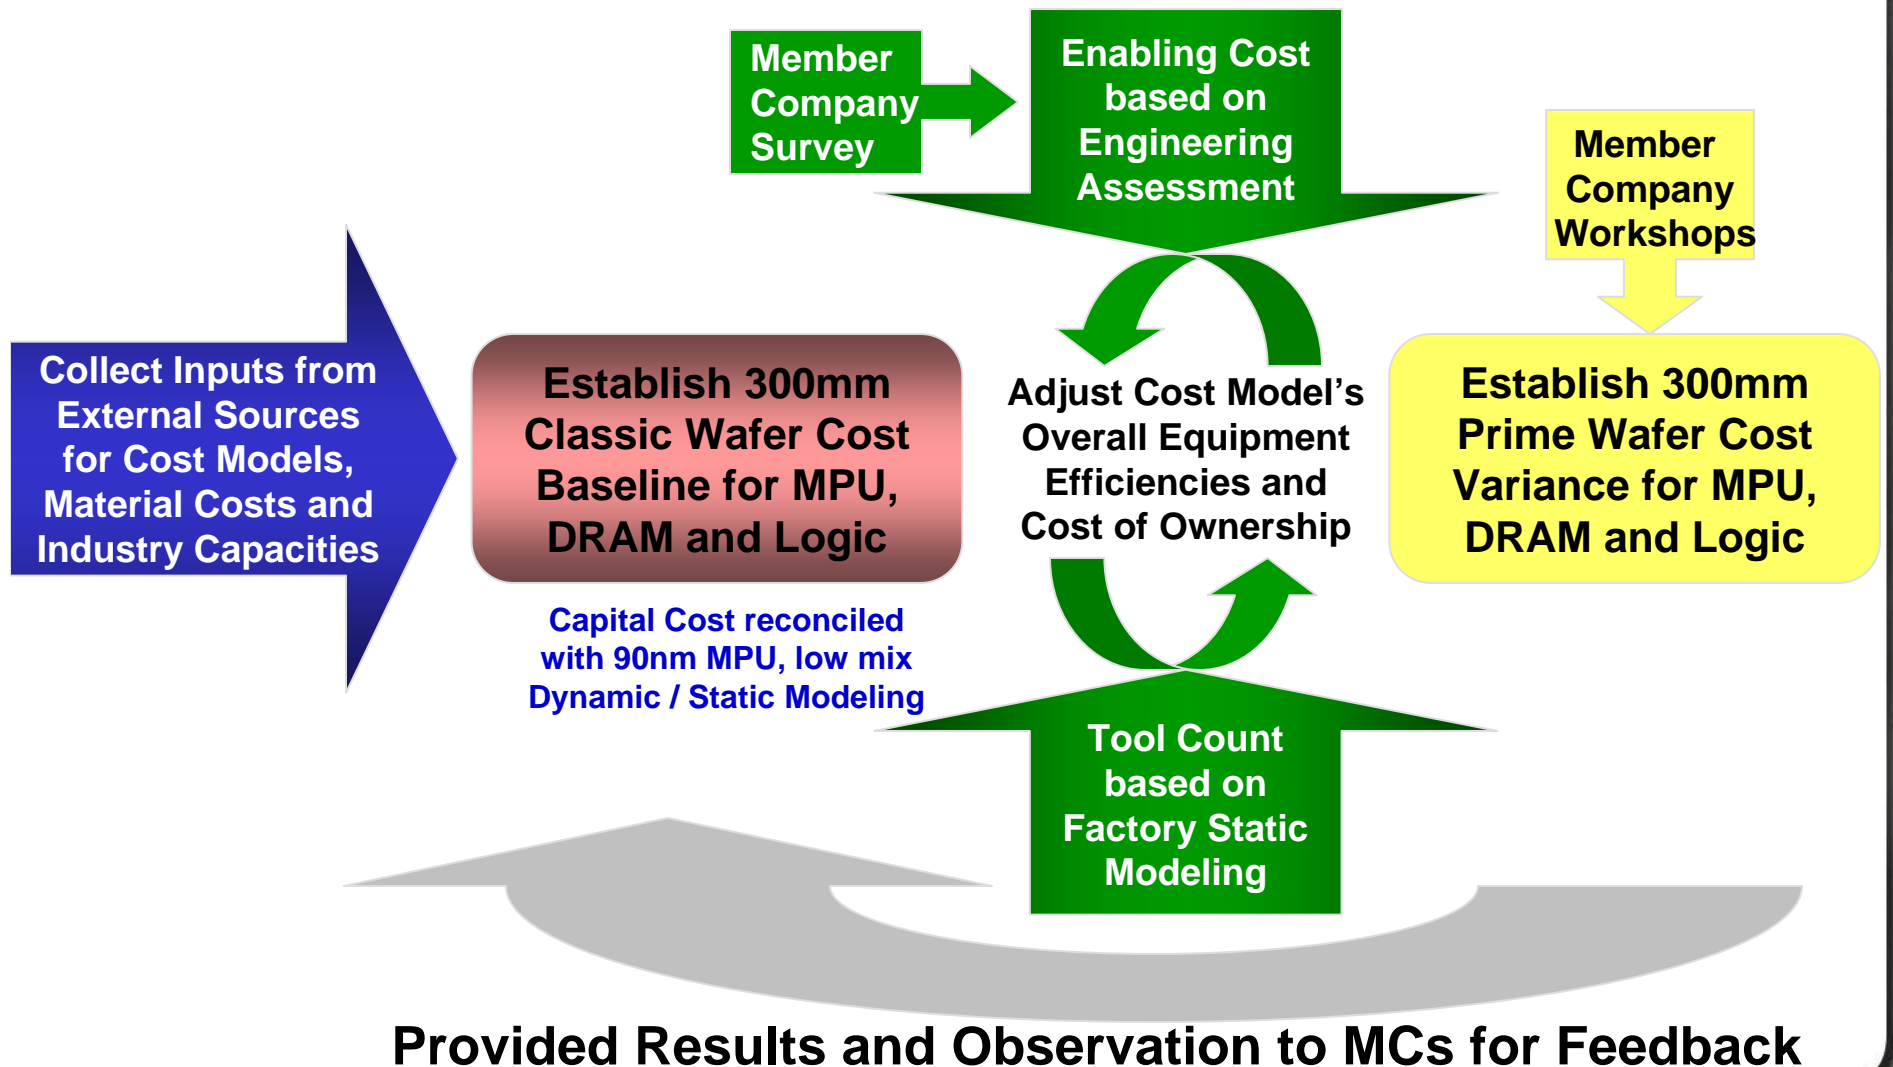 Member
Company
Survey
Enabling Cost
based on
Engineering
Assessment
Member
Company
Workshops
Collect Inputs from
External Sources
for Cost Models,
Material Costs and
Industry Capacities
Establish 300mm
Classic Wafer Cost
Baseline for MPU,
DRAM and Logic
Adjust Cost Model’s
Overall Equipment
Efficiencies and
Cost of Ownership
Establish 300mm
Prime Wafer Cost
Variance for MPU,
DRAM and Logic
Capital Cost reconciled
with 90nm MPU, low mix
Dynamic / Static Modeling
Tool Count
based on
Factory Static
Modeling
Provided Results and Observation to MCs for Feedback